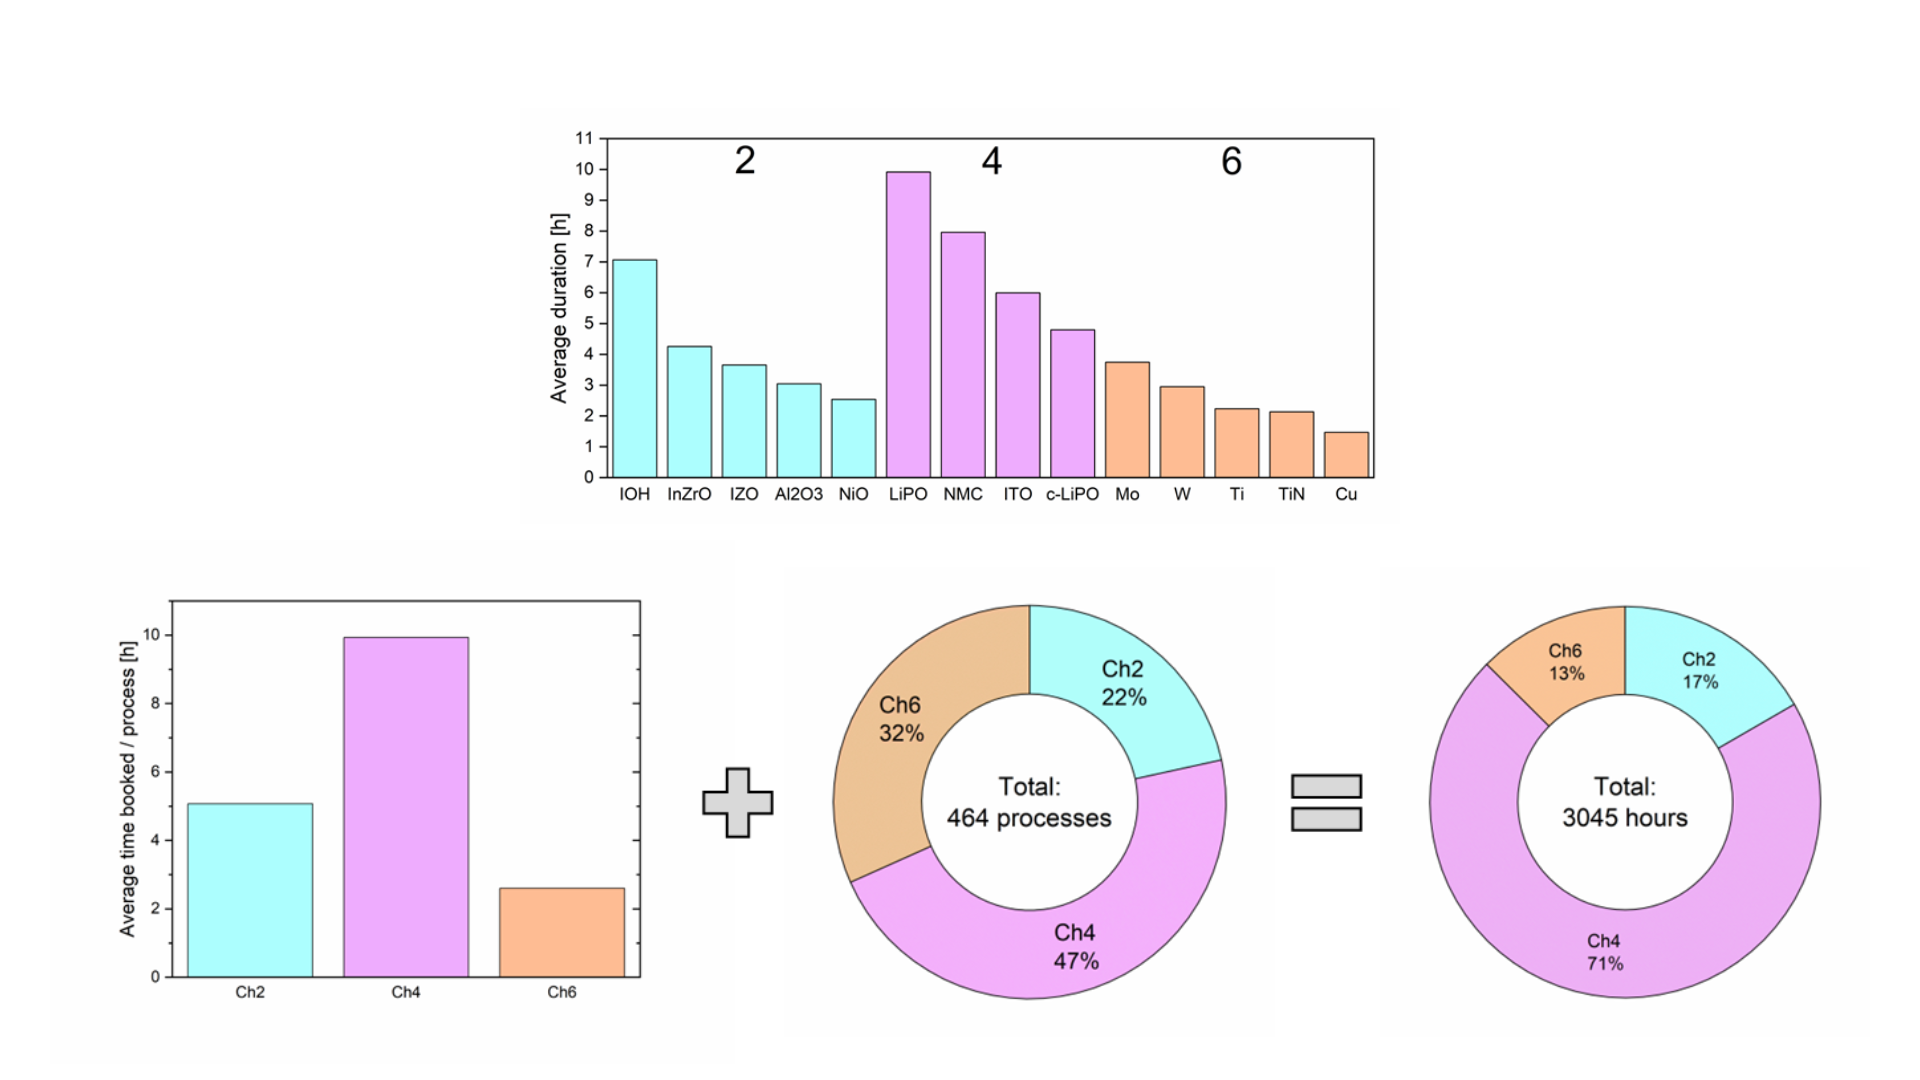 2 4 6
11
10
9
8
7
6
5
4
3
2
1
0
Average duration [h]
IOH InZrO IZO Al2O3 NiO LiPO NMC ITO c-LiPO Mo W Ti TiN Cu
10
8
6
4
2
0
Average time booked / process [h]
Ch2 Ch4 Ch6
Ch2
22%
Ch6
32%
Total:
464 processes
Ch4
47%
Ch6
13%
Ch2
17%
Total:
3045 hours
Ch4
71%